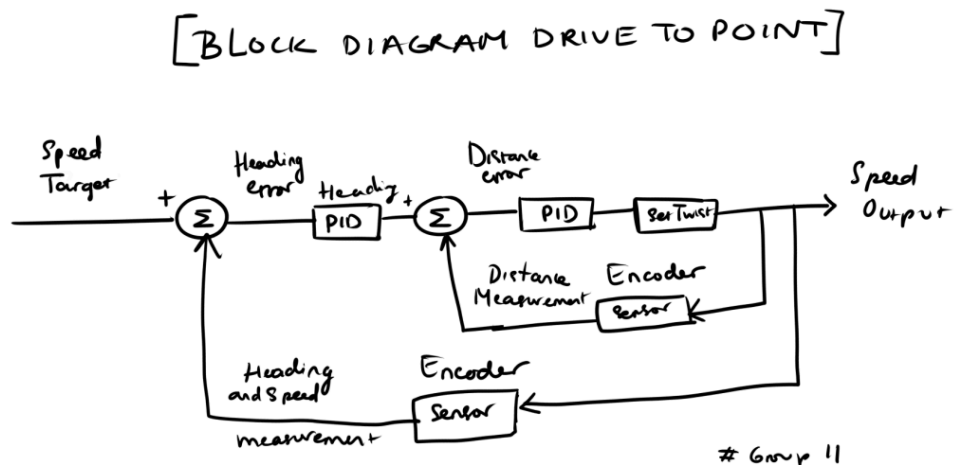 [BLOCK DIAGRAM DRIVE TO POINT]
Speed
Target
+
Σ
Heading
error
PID
Heading
+
Σ
Distance
error
PID
SetTwist
Speed
Output
Distance
Measurement
Encoder
Sensor
Heading
and Speed
measurement
Encoder
Sensor
# Group 11